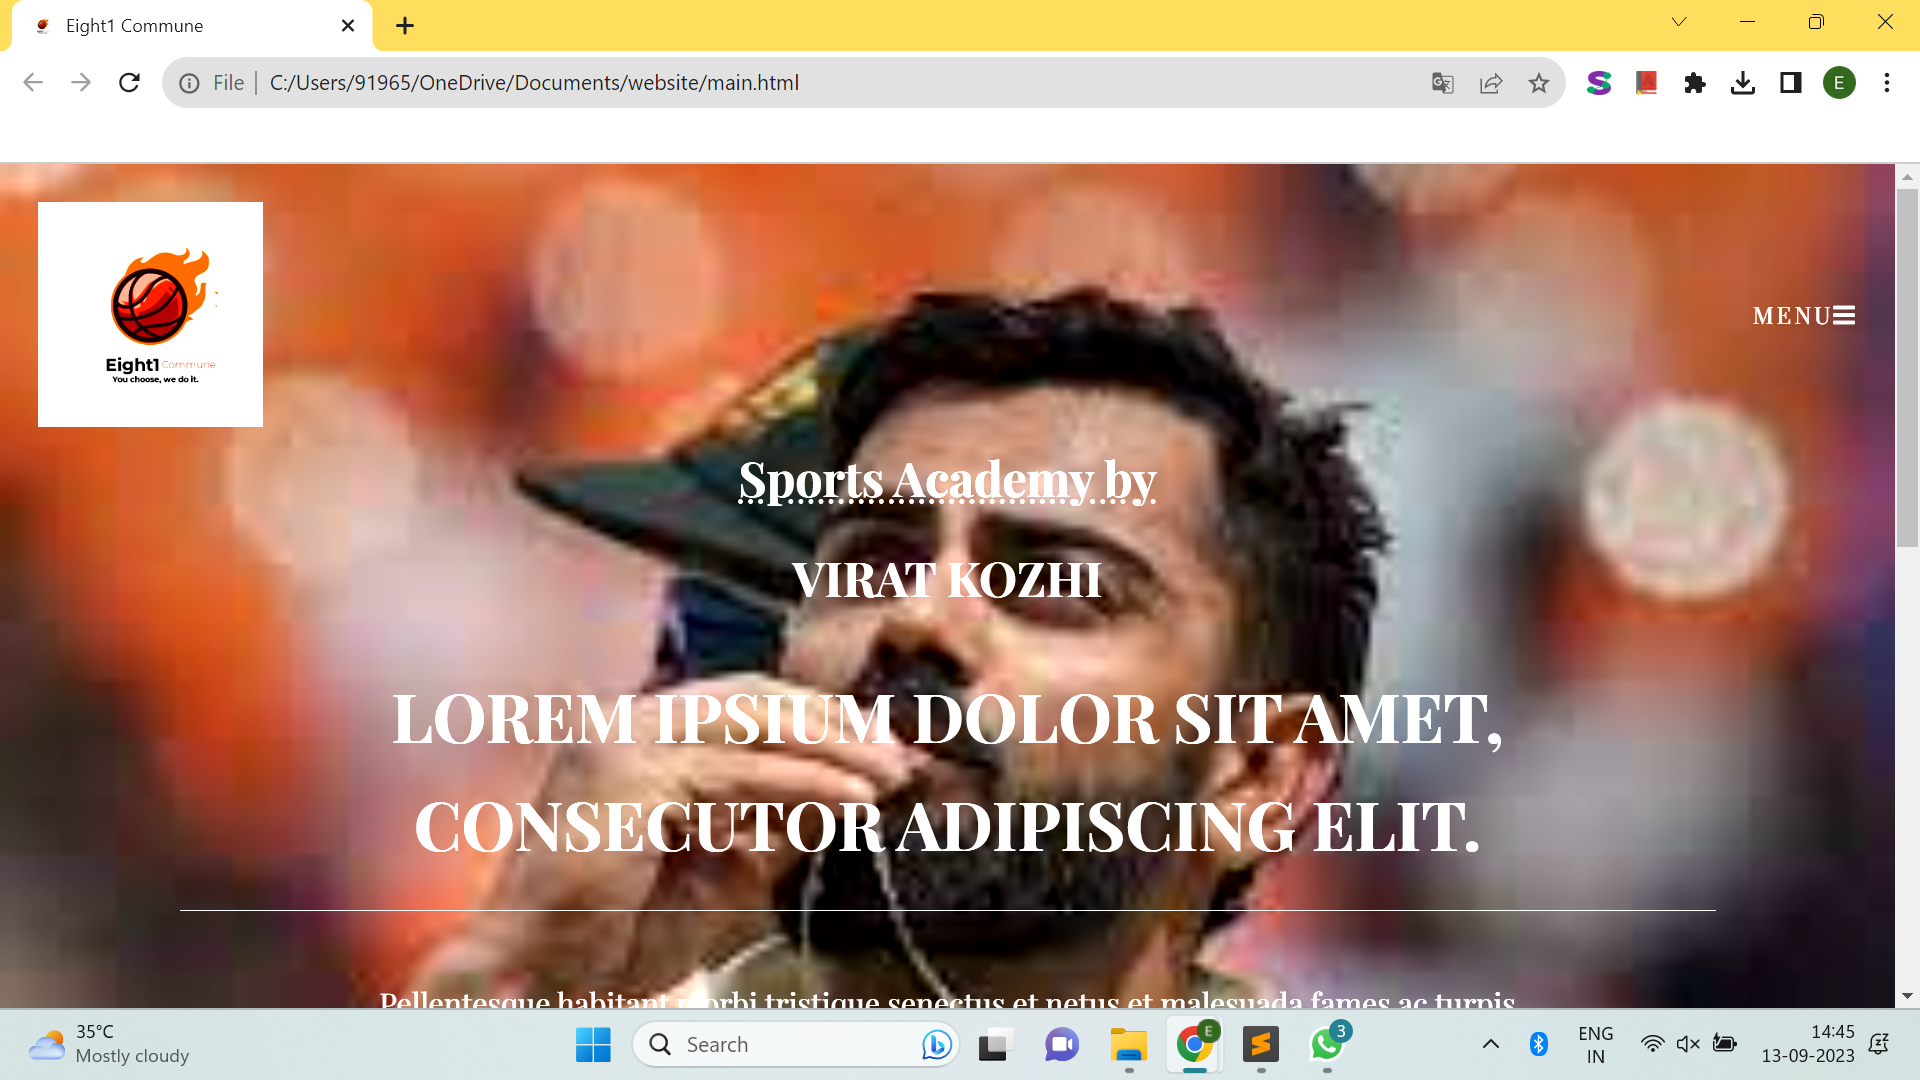 Eight1 Commune
File
C:/Users/91965/OneDrive/Documents/website/main.html
E
Eight1 Commune
You choose, we do it.
MENU
Sports Academy by
VIRAT KOZHI
LOREM IPSIUM DOLOR SIT AMET,
CONSECUTOR ADIPISCING ELIT.
Pellentesque habitant morbi tristique senectus et netus et malesuada fames ac turpis
35°C
Mostly cloudy
Search
E
3
ENG
IN
14:45
13-09-2023